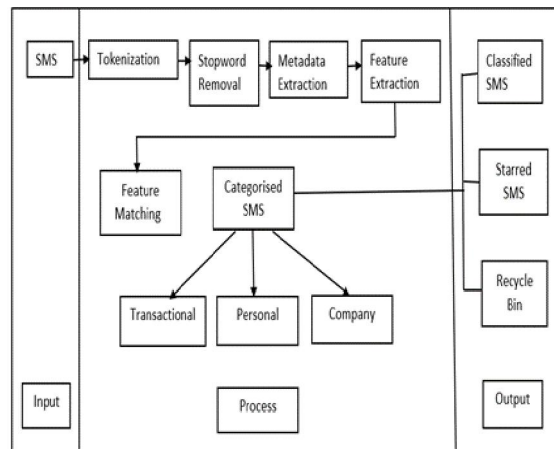 SMS
Tokenization
Stopword
Removal
Metadata
Extraction
Feature
Extraction
Classified
SMS
Feature
Matching
Categorised
SMS
Starred
SMS
Transactional
Personal
Company
Recycle
Bin
Input
Process
Output